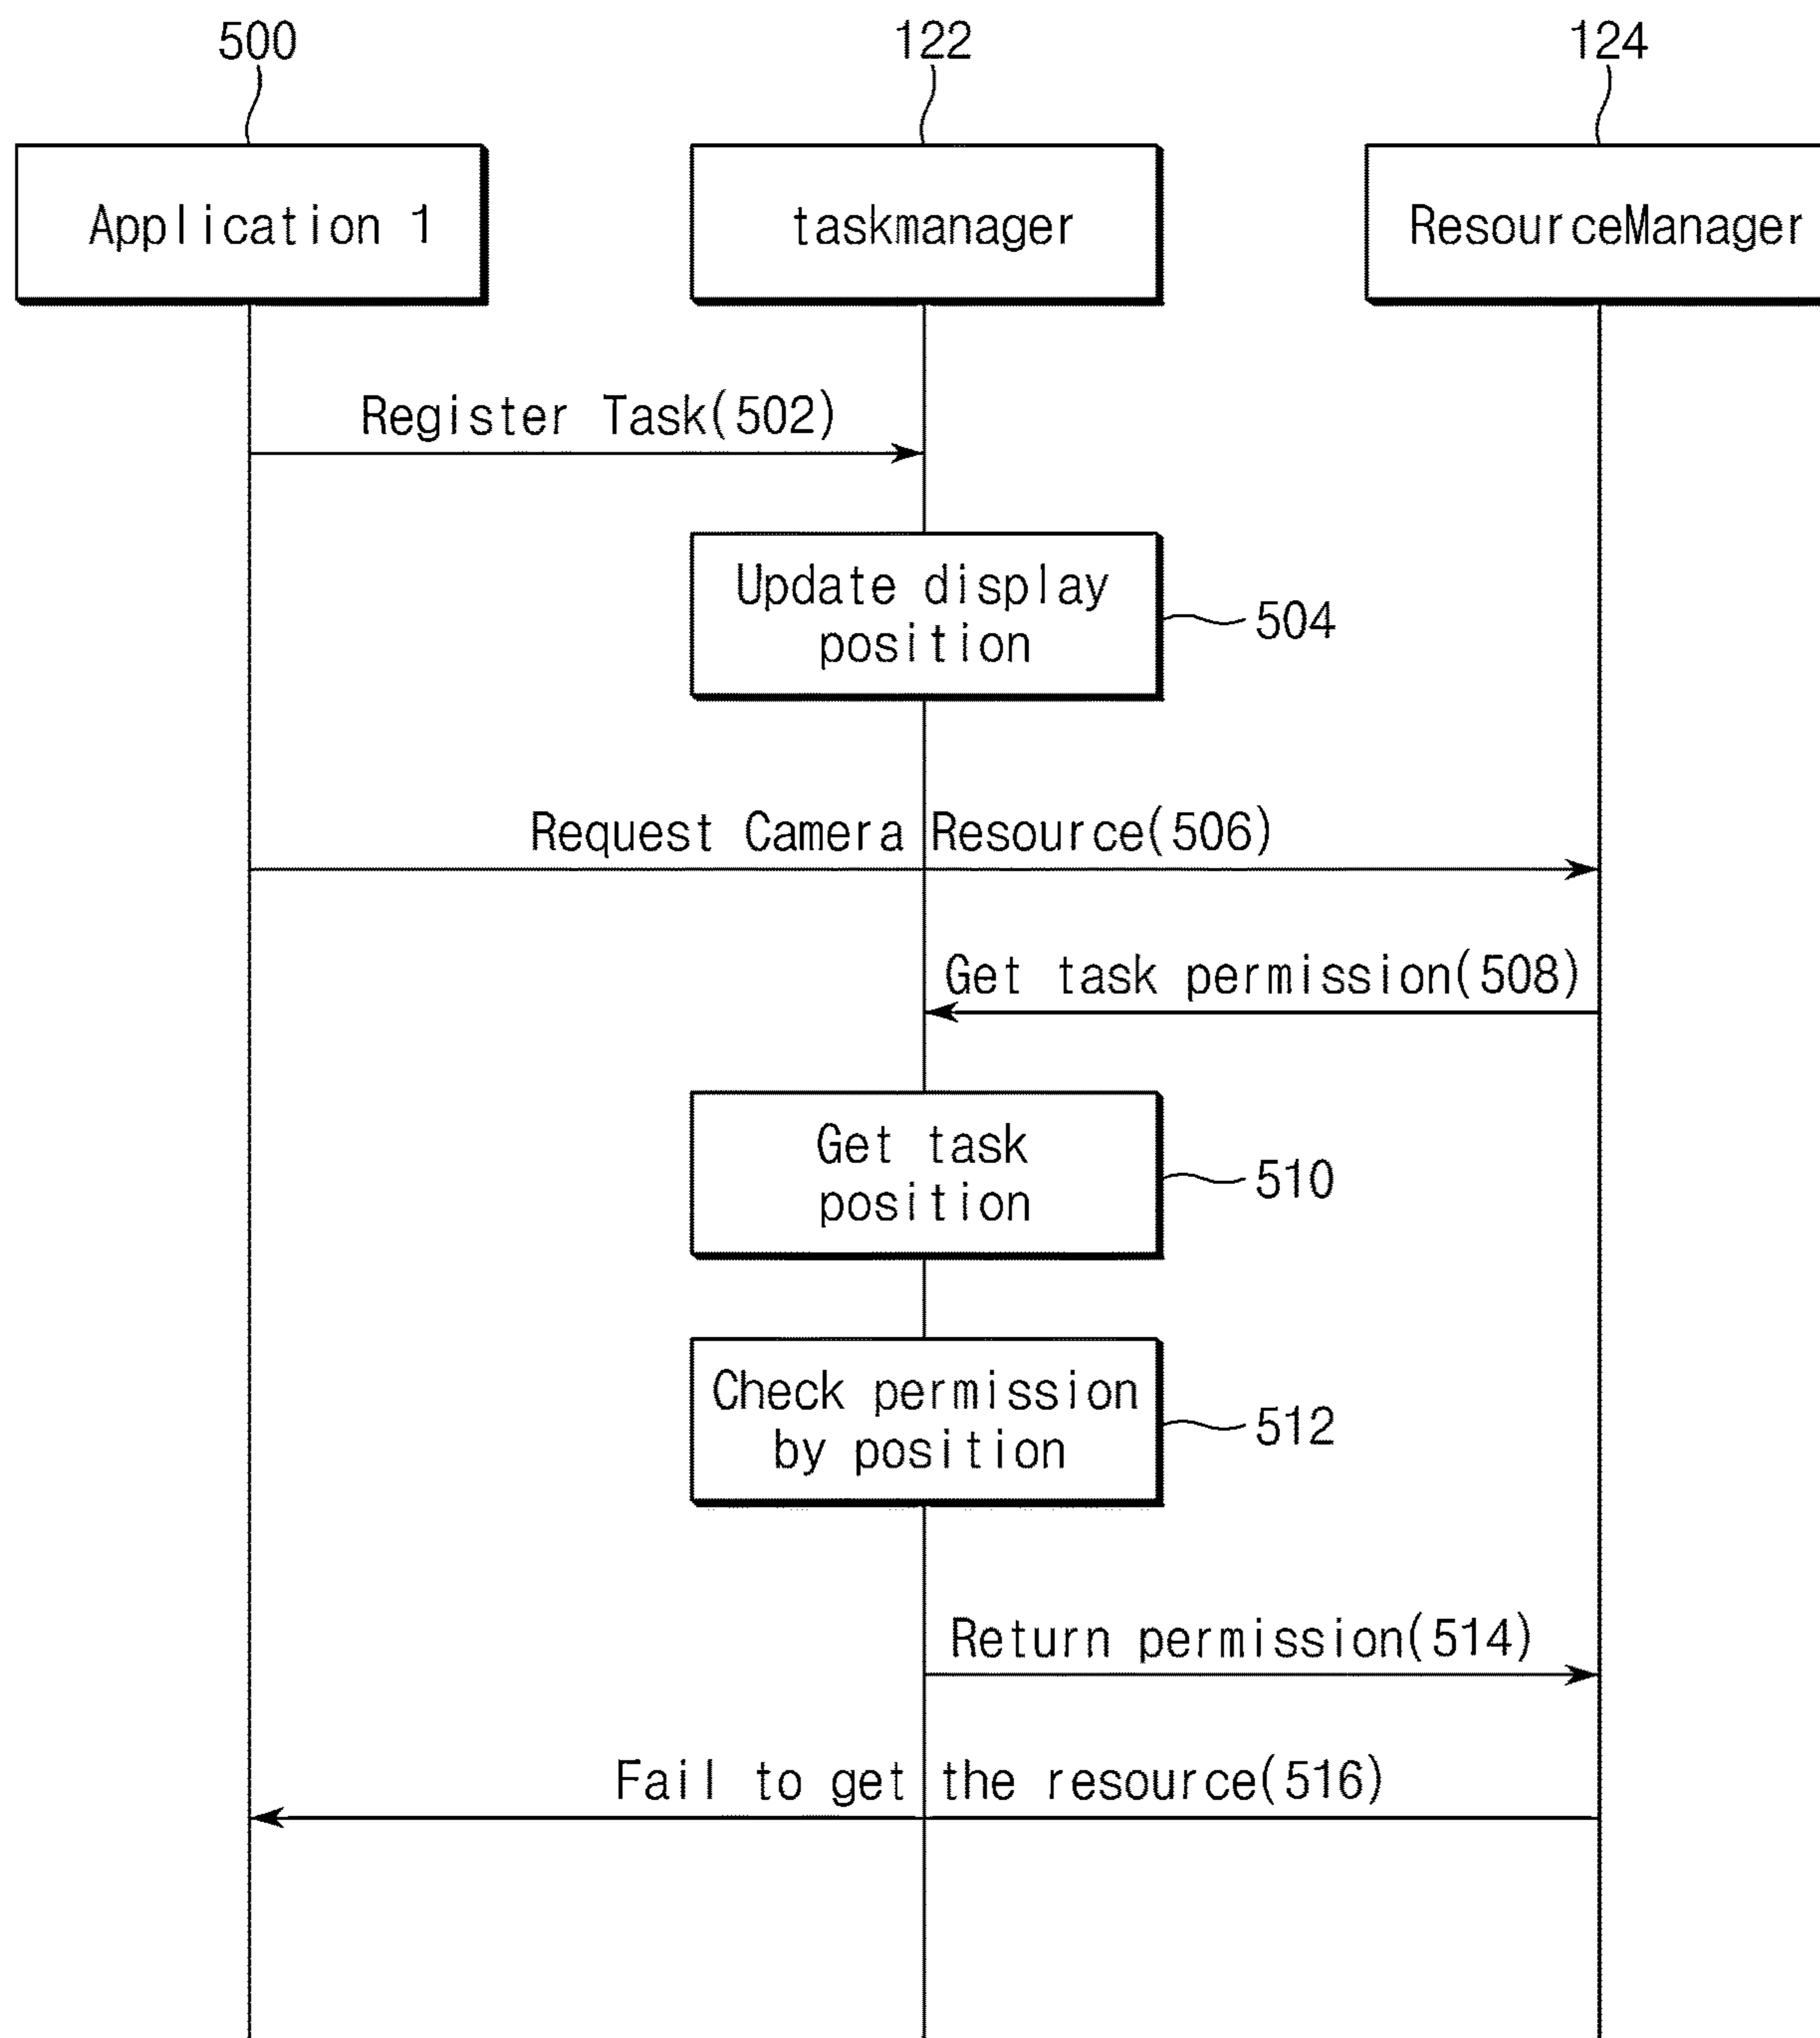 500
122
124
Application 1
taskmanager
ResourceManager
Register Task(502)
Update display
position
504
Request Camera Resource(506)
Get task permission(508)
Get task
position
510
Check permission
by position
512
Return permission(514)
Fail to get the resource(516)